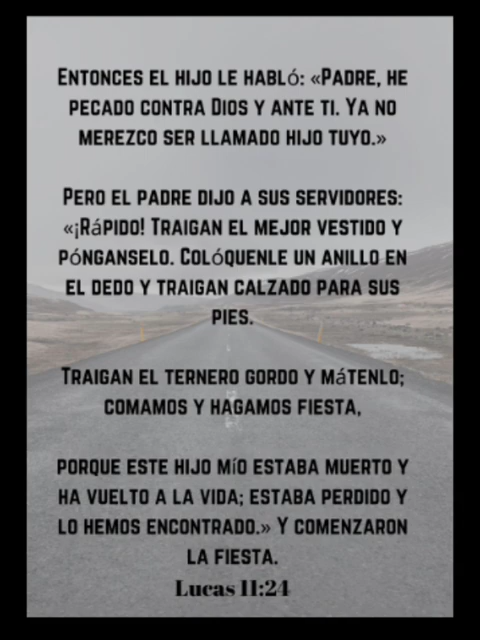 ENTONCES EL HIJO LE HABLó: «PADRE, HE
PECADO CONTRA DIOS Y ANTE TI. YA NO
MEREZCO SER LLAMADO HIJO TUYO.»
PERO EL PADRE DIJO A SUS SERVIDORES:
«¡RáPIDO! TRAIGAN EL MEJOR VESTIDO Y
PóNGANSELO. COLóQUENLE UN ANILLO EN
EL DEDO Y TRAIGAN CALZADO PARA SUS
PIES.
TRAIGAN EL TERNERO GORDO Y MáTENLO;
COMAMOS Y HAGAMOS FIESTA,
PORQUE ESTE HIJO MíO ESTABA MUERTO Y
HA VUELTO A LA VIDA; ESTABA PERDIDO Y
LO HEMOS ENCONTRADO.» Y COMENZARON
LA FIESTA.
Lucas 11:24